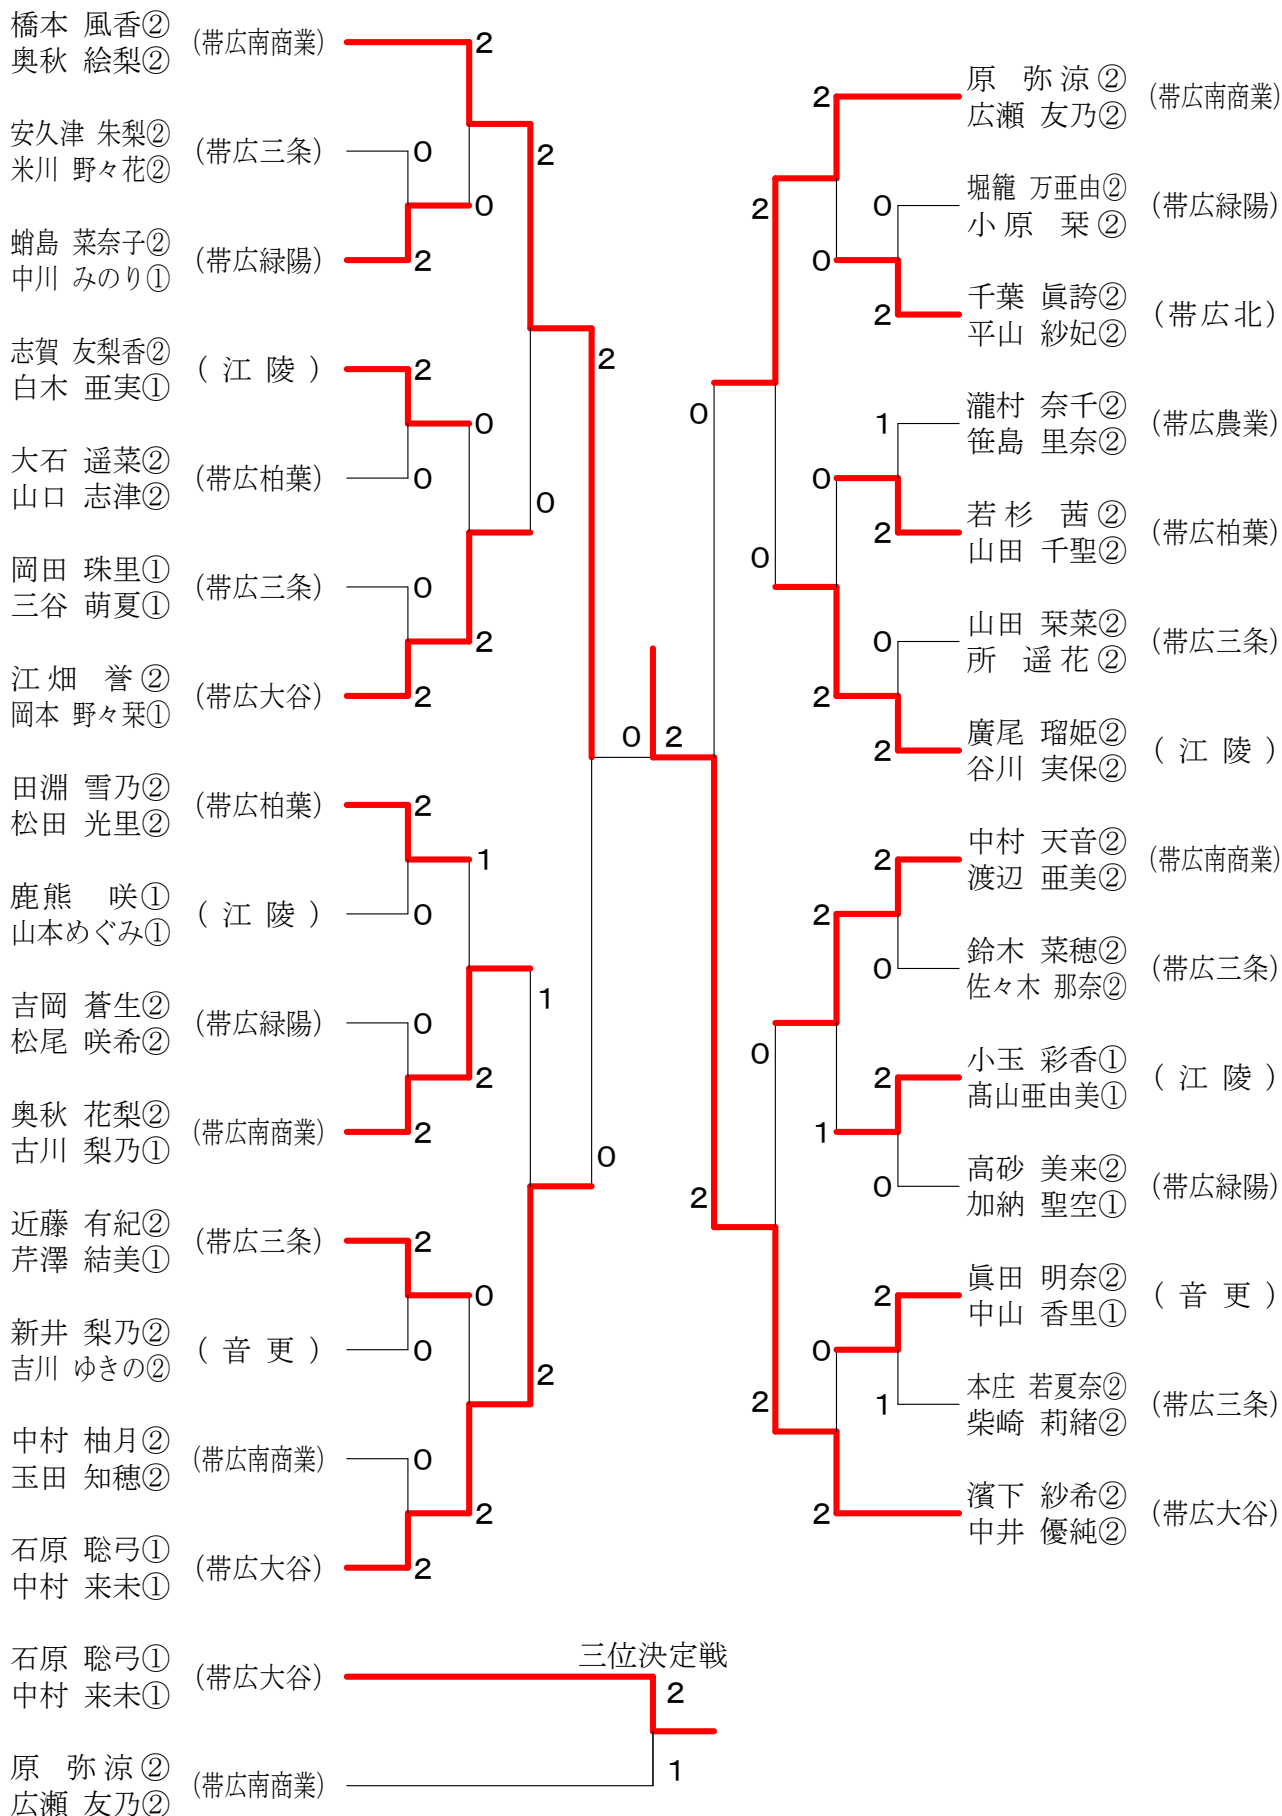 橋本 風香②
奥秋 絵梨②
(帯広南商業)
2
安久津 朱梨②
米川 野々花②
(帯広三条)
0
2
0
蛸島 菜奈子②
中川 みのり①
(帯広緑陽)
2
志賀 友梨香②
白木 亜実①
( 江 陵 )
2
2
0
大石 遥菜②
山口 志津②
(帯広柏葉)
0
0
岡田 珠里①
三谷 萌夏①
(帯広三条)
0
2
江畑 誉②
岡本 野々栞①
(帯広大谷)
2
0
2
田淵 雪乃②
松田 光里②
(帯広柏葉)
2
1
鹿熊 咲①
山本めぐみ①
( 江 陵 )
0
吉岡 蒼生②
松尾 咲希②
(帯広緑陽)
0
1
2
奥秋 花梨②
古川 梨乃①
(帯広南商業)
2
0
近藤 有紀②
芹澤 結美①
(帯広三条)
2
0
新井 梨乃②
吉川 ゆきの②
( 音 更 )
0
2
中村 柚月②
玉田 知穂②
(帯広南商業)
0
2
石原 聡弓①
中村 来未①
(帯広大谷)
2
原 弥涼②
広瀬 友乃②
(帯広南商業)
2
2
堀籠 万亜由②
小原 栞②
(帯広緑陽)
0
0
千葉 眞誇②
平山 紗妃②
(帯広北)
2
0
瀧村 奈千②
笹島 里奈②
(帯広農業)
1
0
若杉 茜②
山田 千聖②
(帯広柏葉)
2
0
山田 栞菜②
所 遥花②
(帯広三条)
0
2
廣尾 瑠姫②
谷川 実保②
( 江 陵 )
2
中村 天音②
渡辺 亜美②
(帯広南商業)
2
2
鈴木 菜穂②
佐々木 那奈②
(帯広三条)
0
0
小玉 彩香①
髙山亜由美①
( 江 陵 )
2
1
高砂 美来②
加納 聖空①
(帯広緑陽)
0
2
眞田 明奈②
中山 香里①
( 音 更 )
2
0
本庄 若夏奈②
柴崎 莉緒②
(帯広三条)
1
2
濱下 紗希②
中井 優純②
(帯広大谷)
2
三位決定戦
石原 聡弓①
中村 来未①
(帯広大谷)
2
原 弥涼②
広瀬 友乃②
(帯広南商業)
1